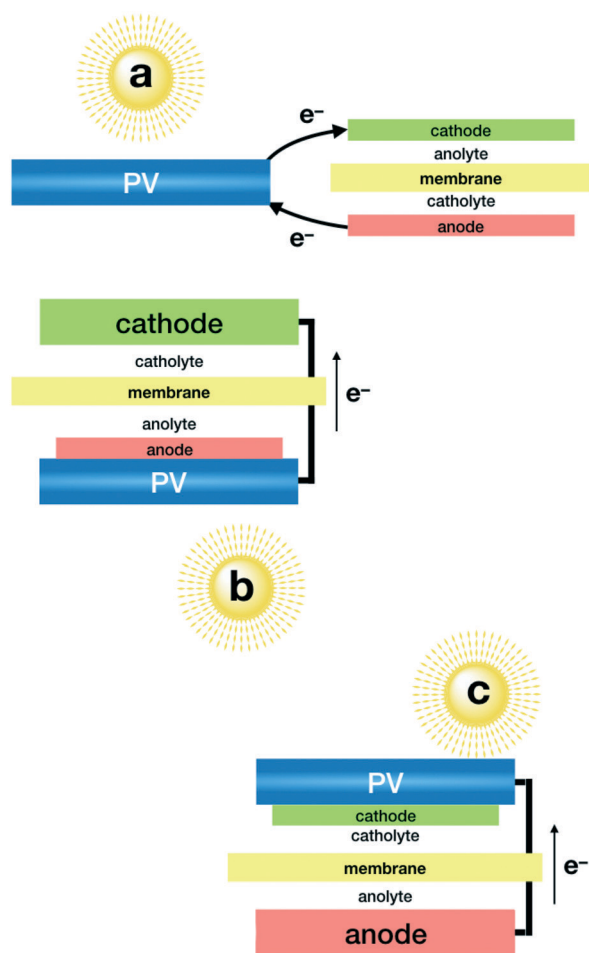 a
e–
cathode
anolyte
PV
membrane
catholyte
e–
anode
cathode
catholyte
membrane
e–
anolyte
anode
PV
b
c
PV
cathode
catholyte
membrane
e–
anolyte
anode